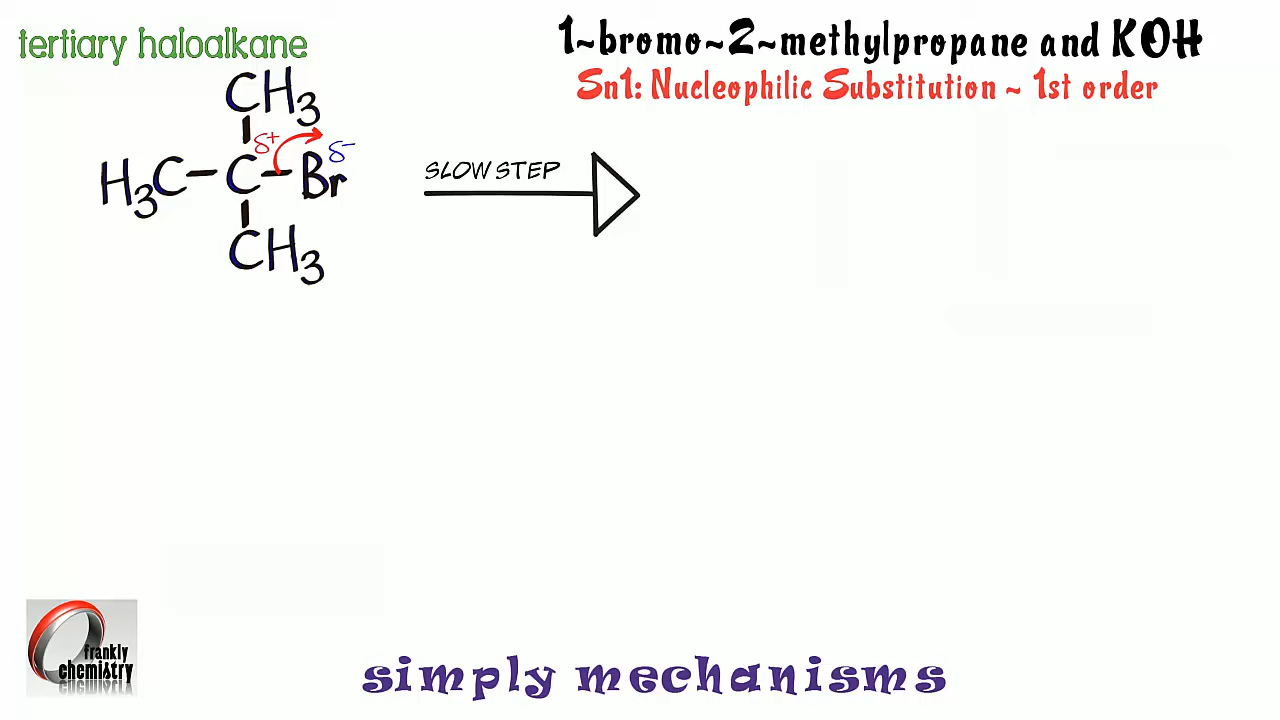 tertiary haloalkane
1~bromo~2~methylpropane and KOH
Sn1: Nucleophilic Substitution ~ 1st order
CH3
δ+
δ-
H3C-C-Br
SLOW STEP
CH3
frankly
chemistry
simply mechanisms